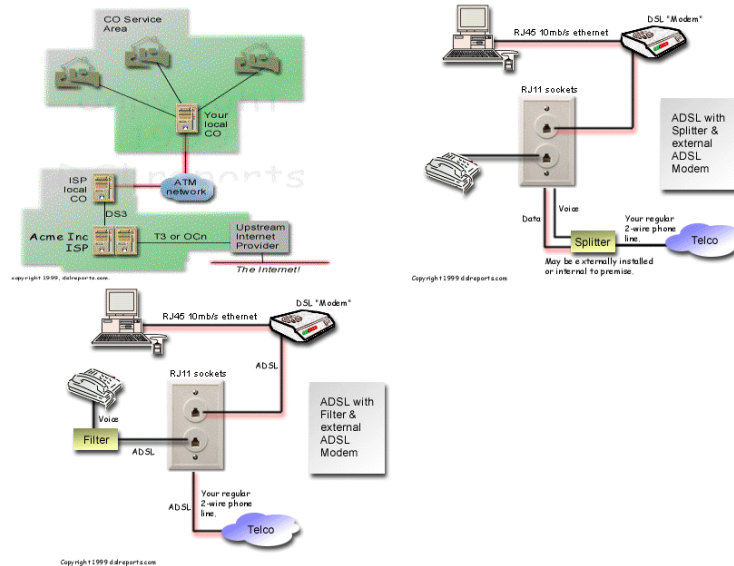 CO Service
Area
Your
local
CO
ISP
local
CO
ATM
network
DS3
Acme Inc
ISP
T3 or OCn
Upstream
Internet
Provider
The Internet!
copyright 1999, dslreports.com
DSL "Modem"
RJ45 10mb/s ethernet
RJ11 sockets
ADSL with
Splitter &
external
ADSL
Modem
Data
Voice
Your regular
2-wire phone
line.
Splitter
Telco
May be externally installed
or internal to premise.
Copyright 1999 dslreports.com
DSL "Modem"
RJ45 10mb/s ethernet
ADSL
RJ11 sockets
ADSL with
Filter &
external
ADSL
Modem
Voice
Filter
ADSL
ADSL
Your regular
2-wire phone
line.
Telco
Copyright 1999 dslreports.com